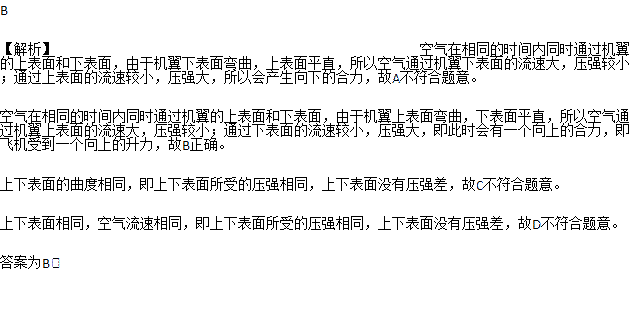 B
【解析】 空气在相同的时间内同时通过机翼
的上表面和下表面，由于机翼下表面弯曲，上表面平直，所以空气通过机翼下表面的流速大，压强较小
；通过上表面的流速较小，压强大，所以会产生向下的合力，故A不符合题意。
空气在相同的时间内同时通过机翼的上表面和下表面，由于机翼上表面弯曲，下表面平直，所以空气通
过机翼上表面的流速大，压强较小；通过下表面的流速较小，压强大，即此时会有一个向上的合力，即
飞机受到一个向上的升力，故B正确。
上下表面的曲度相同，即上下表面所受的压强相同，上下表面没有压强差，故C不符合题意。
上下表面相同，空气流速相同，即上下表面所受的压强相同，上下表面没有压强差，故D不符合题意。
答案为B